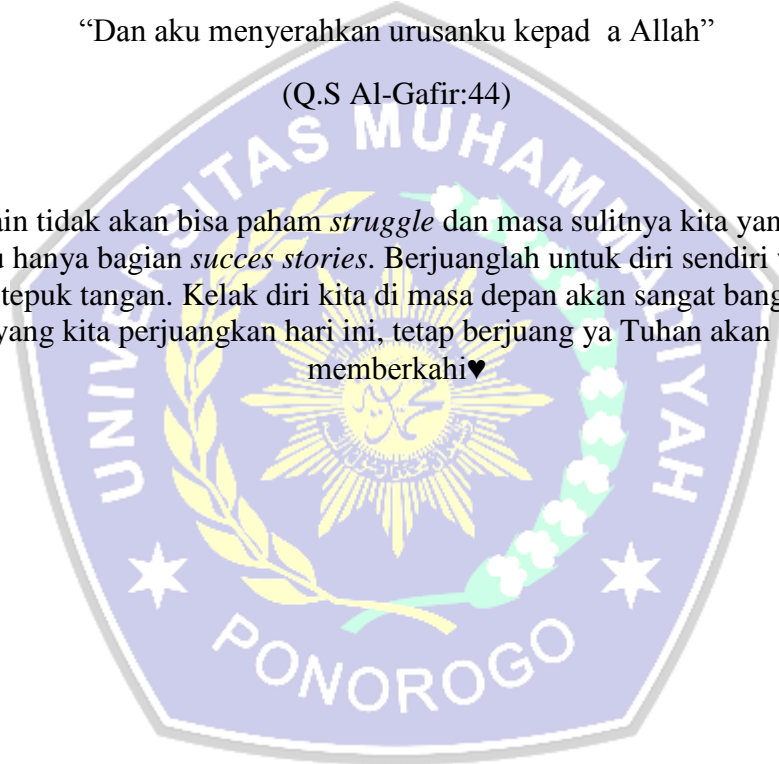 “Dan aku menyerahkan urusanku kepad a Allah”
(Q.S Al-Gafir:44)
UNIVERSITAS MUHAMMADIYAH
tidak akan bisa paham struggle dan masa sulitnya kita
hanya bagian succes stories. Berjuanglah untuk diri sendiri
tepuk tangan. Kelak diri kita di masa depan akan sangat
yang kita perjuangkan hari ini, tetap berjuang ya Tuhan akan
memberkahi♥
PONOROGO